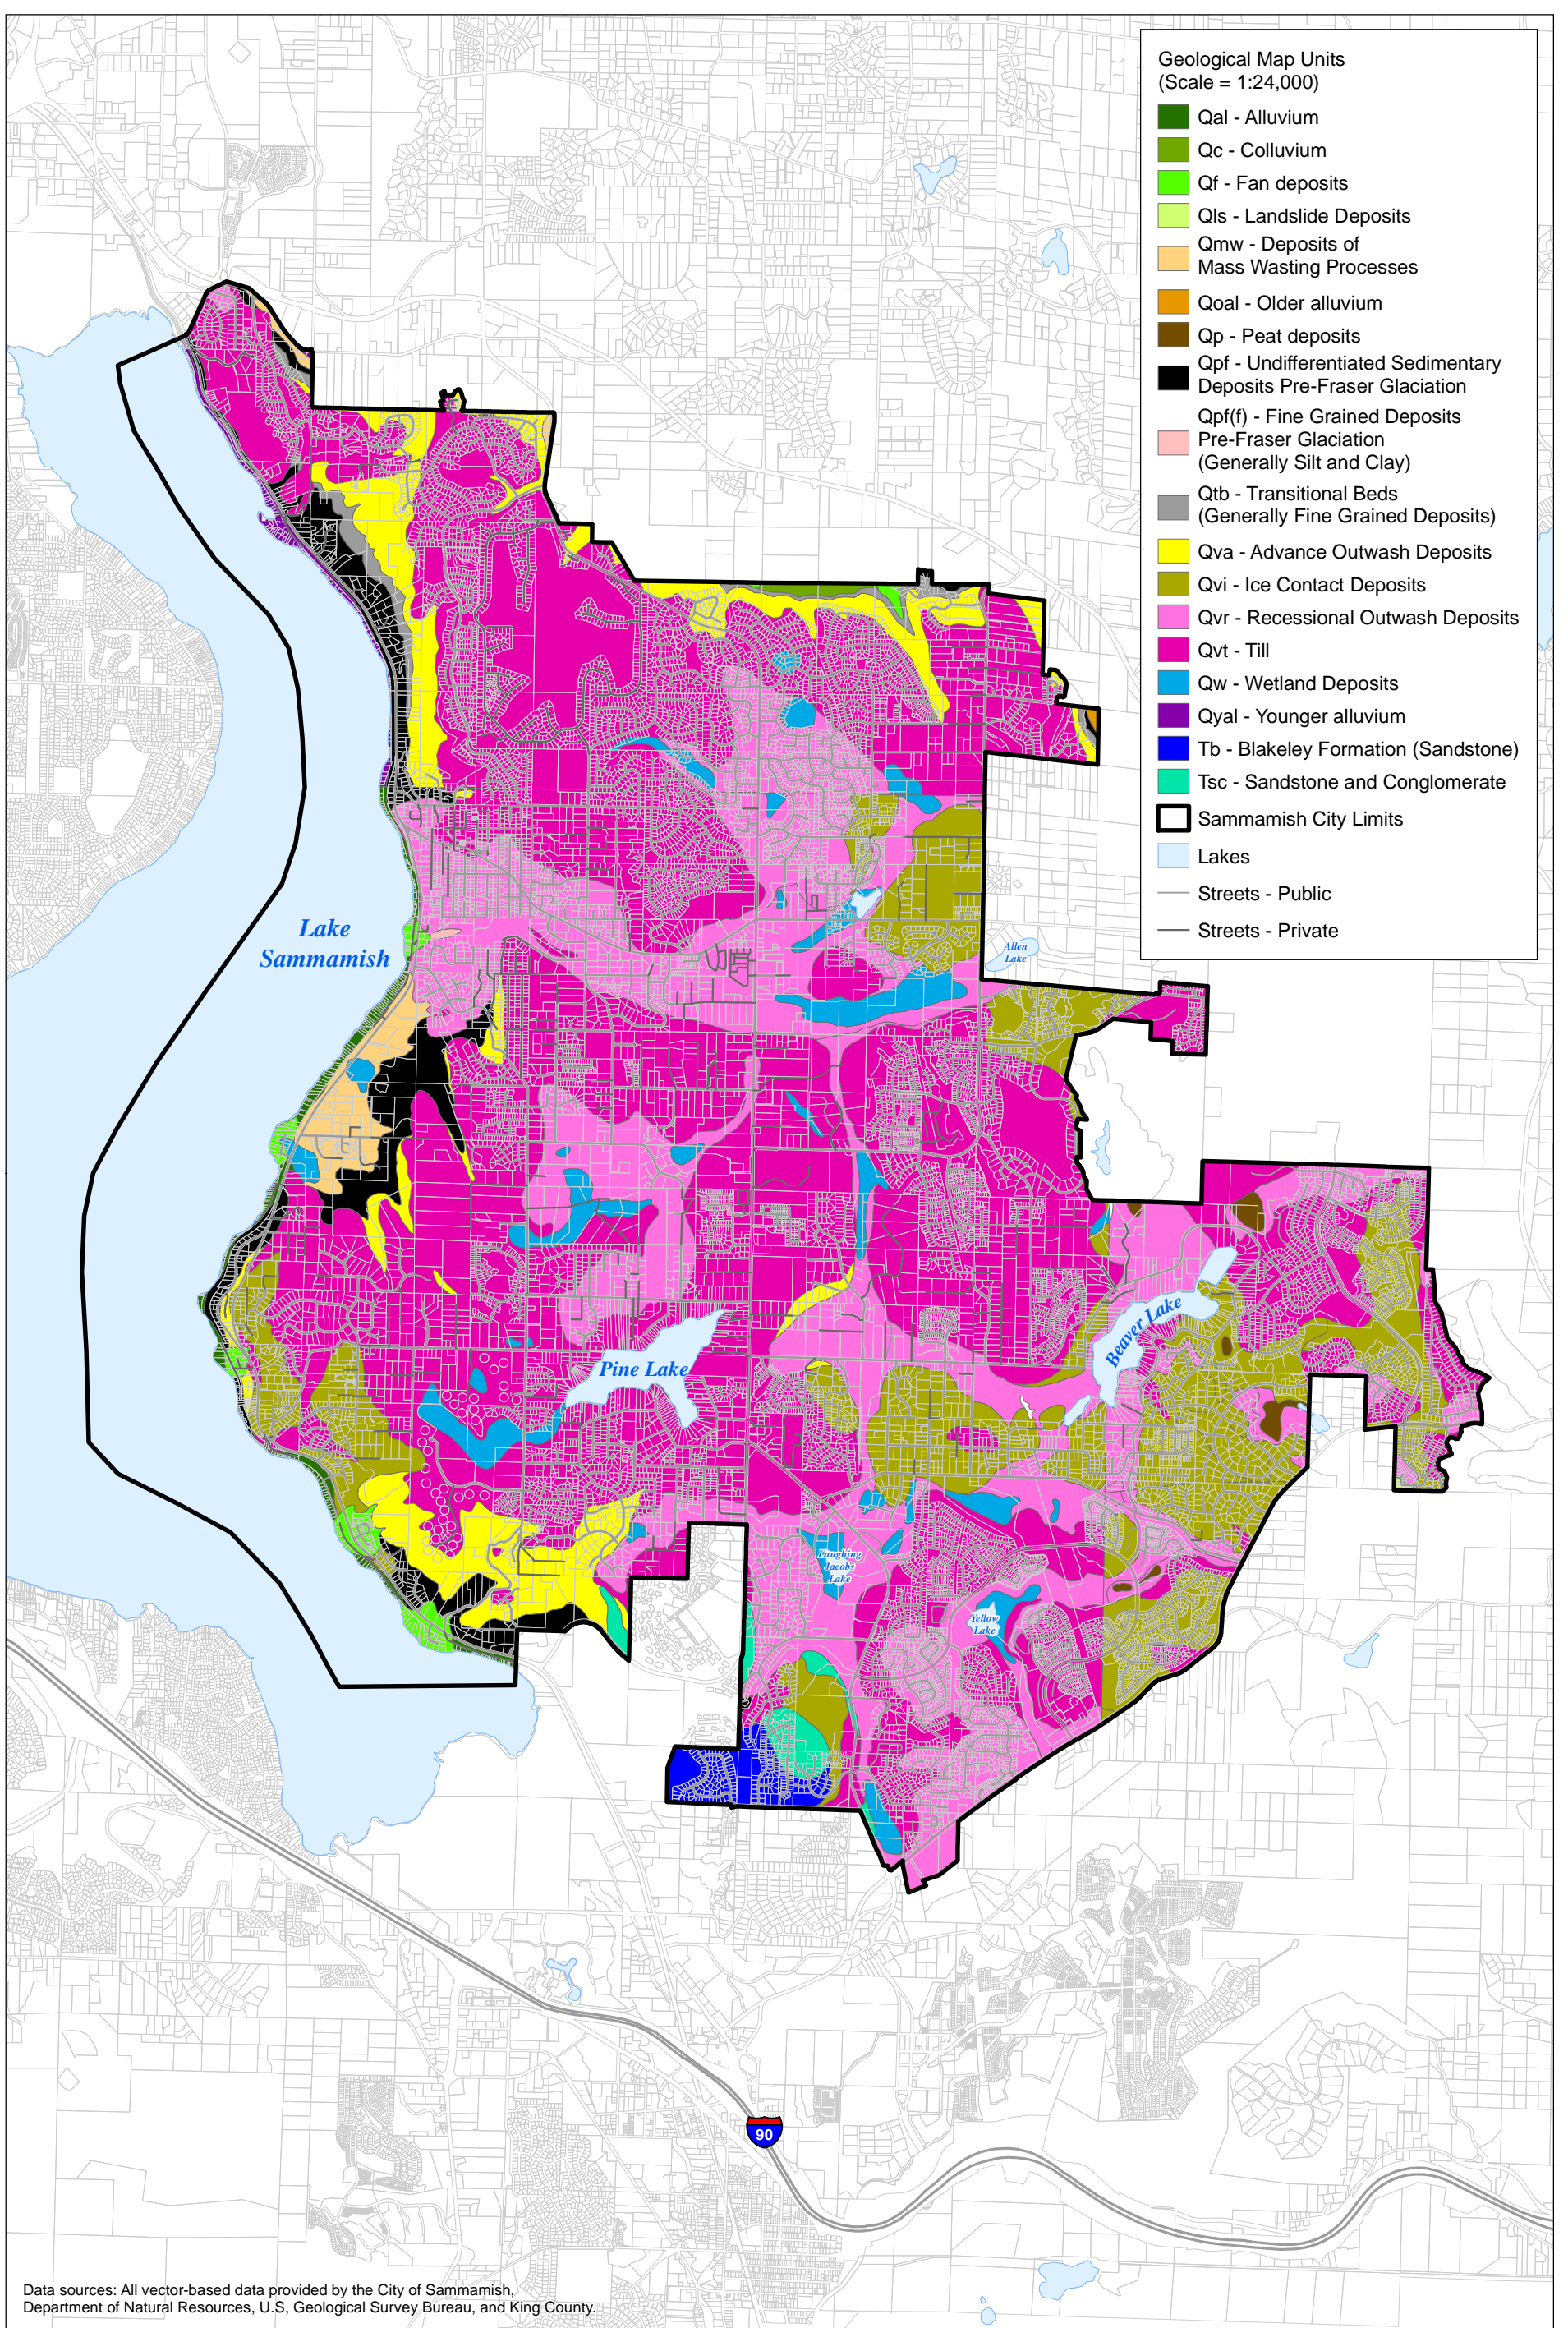 Geological Map Units
(Scale = 1:24,000)
Qal - Alluvium
Qc - Colluvium
Qf - Fan deposits
Qls - Landslide Deposits
Qmw - Deposits of
Mass Wasting Processes
Qoal - Older alluvium
Qp - Peat deposits
Qpf - Undifferentiated Sedimentary
Deposits Pre-Fraser Glaciation
Qpf(f) - Fine Grained Deposits
Pre-Fraser Glaciation
(Generally Silt and Clay)
Qtb - Transitional Beds
(Generally Fine Grained Deposits)
Qva - Advance Outwash Deposits
Qvi - Ice Contact Deposits
Qvr - Recessional Outwash Deposits
Qvt - Till
Qw - Wetland Deposits
Qyal - Younger alluvium
Tb - Blakeley Formation (Sandstone)
Tsc - Sandstone and Conglomerate
Sammamish City Limits
Lakes
Streets - Public
Streets - Private
Lake
Sammamish
Allen
Lake
Beaver Lake
Pine Lake
Laughing
Jacobs
Lake
Yellow
Lake
90
Data sources: All vector-based data provided by the City of Sammamish,
Department of Natural Resources, U.S, Geological Survey Bureau, and King County.